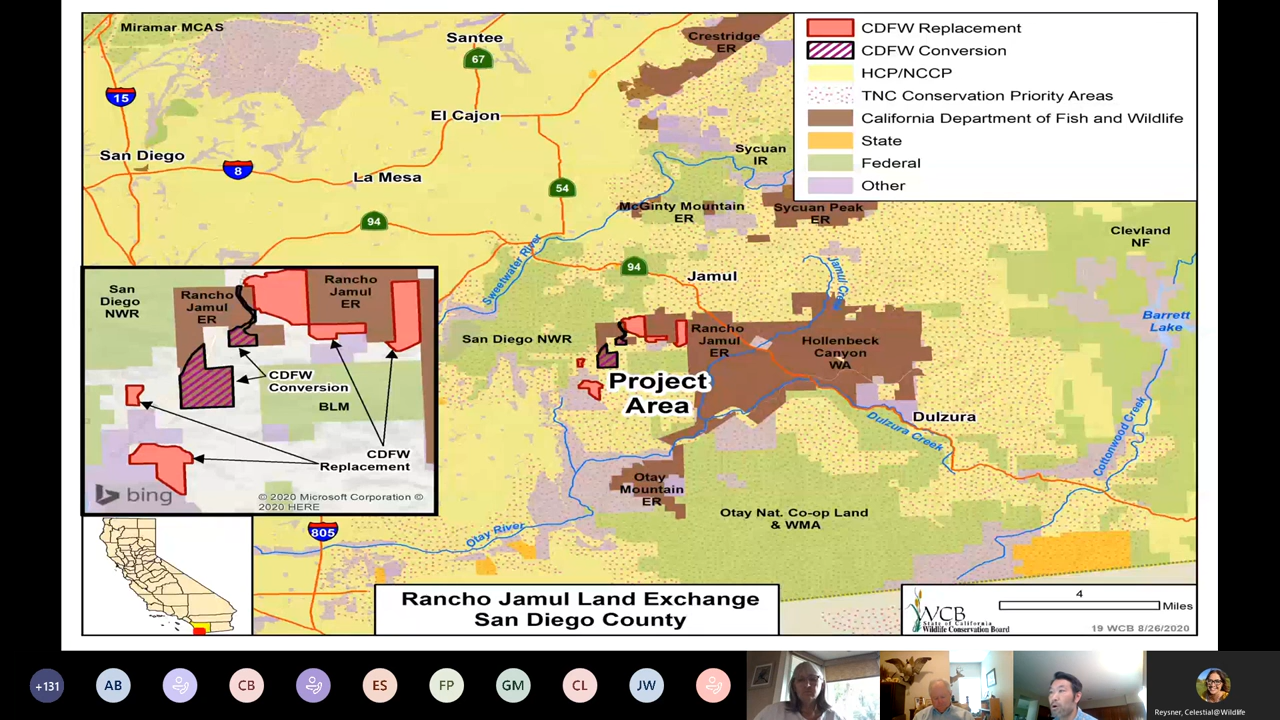 Miramar MCAS
Santee
67
Crestridge
ER
15
El Cajon
San Diego
8
La Mesa
54
94
Sycuan
IR
McGinty Mountain
ER
Sycuan Peak
ER
Clevland
NF
Sweetwater River
94
Jamul
Jamul Creek
Barrett
Lake
San Diego NWR
Rancho
Jamul
ER
Hollenbeck
Canyon
WA
Project
Area
Dulzura
Dulzura Creek
Cottonwood Creek
Otay
Mountain
ER
Otay Nat. Co-op Land
& WMA
Otay River
805
CDFW Replacement
CDFW Conversion
HCP/NCCP
TNC Conservation Priority Areas
California Department of Fish and Wildlife
State
Federal
Other
San
Diego
NWR
Rancho
Jamul
ER
Rancho
Jamul
ER
CDFW
Conversion
BLM
CDFW
Replacement
bing
© 2020 Microsoft Corporation ©
2020 HERE
Rancho Jamul Land Exchange
San Diego County
WCB
State of California
Wildlife Conservation Board
4
Miles
19 WCB 8/26/2020
+131
AB
CB
ES
FP
GM
CL
JW
Reysner, Celestial@Wildlife